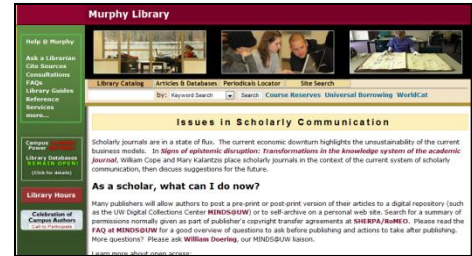 Murphy Library
Help @ Murphy
Ask a Librarian
Cite Sources
Consultations
FAQs
Library Guides
Reference
Services
more...
Library Catalog Articles & Databases Periodicals Locator Site Search
by: Keyword Search Search Course Reserves Universal Borrowing WorldCat
Campus
Power
Library Databases
REMAIN OPEN!
(Click for details)
Library Hours
Celebration of
Campus Authors
Call to Participate
Issues in Scholarly Communication
Scholarly journals are in a state of flux. The current economic downturn highlights the unsustainability of the current
business models. In Signs of epistemic disruption: Transformations in the knowledge system of the academic
journal, William Cope and Mary Kalantzis place scholarly journals in the context of the current system of scholarly
communication, then discuss suggestions for the future.
As a scholar, what can I do now?
Many publishers will allow authors to post a pre-print or post-print version of their articles to a digital repository (such
as the UW Digital Collections Center MINDS@UW) or to self-archive on a personal web site. Search for a summary of
permissions normally given as part of publisher's copyright transfer agreements at SHERPA/RoMEO. Please read the
FAQ at MINDS@UW for a good overview of questions to ask before publishing and actions to take after publishing.
More questions? Please ask William Doering, our MINDS@UW liaison.
Learn more about open access: